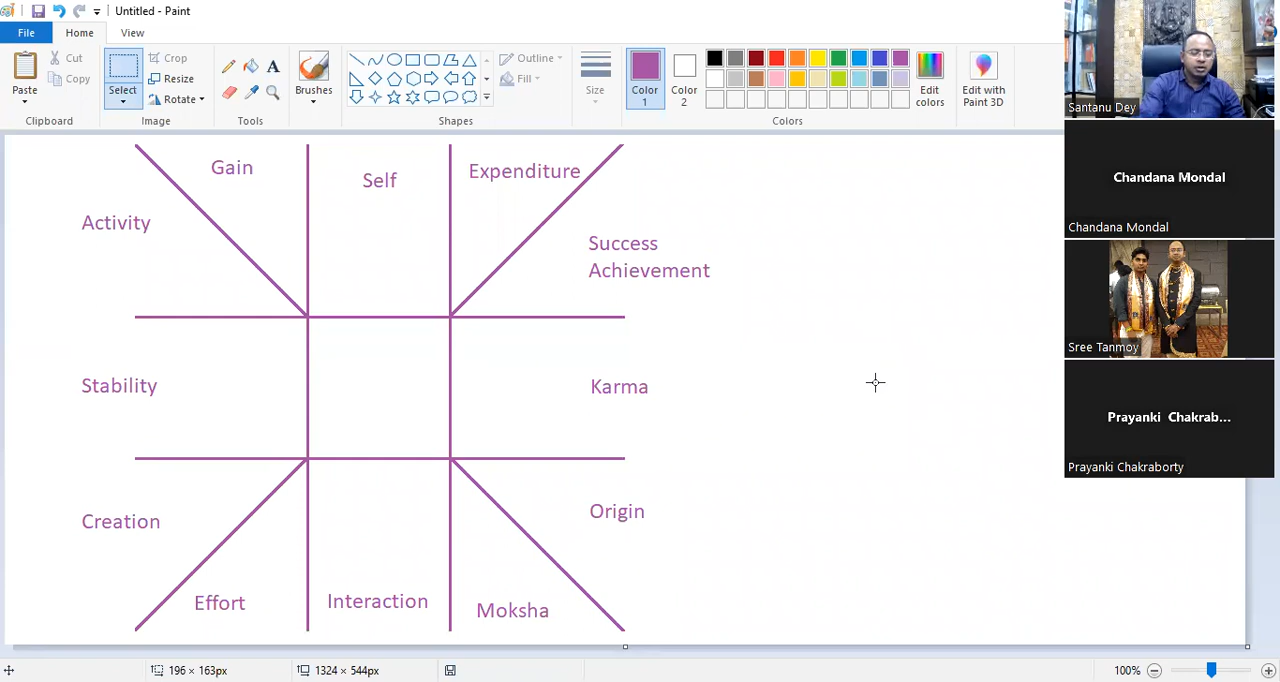 Untitled - Paint
File
Home
View
Paste
Cut
Copy
Clipboard
Select
Crop
Resize
Rotate
Image
Tools
Brushes
Outline
Fill
Shapes
Size
Color
1
Color
2
Edit
colors
Colors
Edit with
Paint 3D
Gain
Self
Expenditure
Activity
Success
Achievement
Stability
Karma
Creation
Origin
Effort
Interaction
Moksha
Santanu Dey
Chandana Mondal
Chandana Mondal
Sree Tanmoy
Prayanki Chakrab...
Prayanki Chakraborty
196 × 163px
1324 × 544px
100%